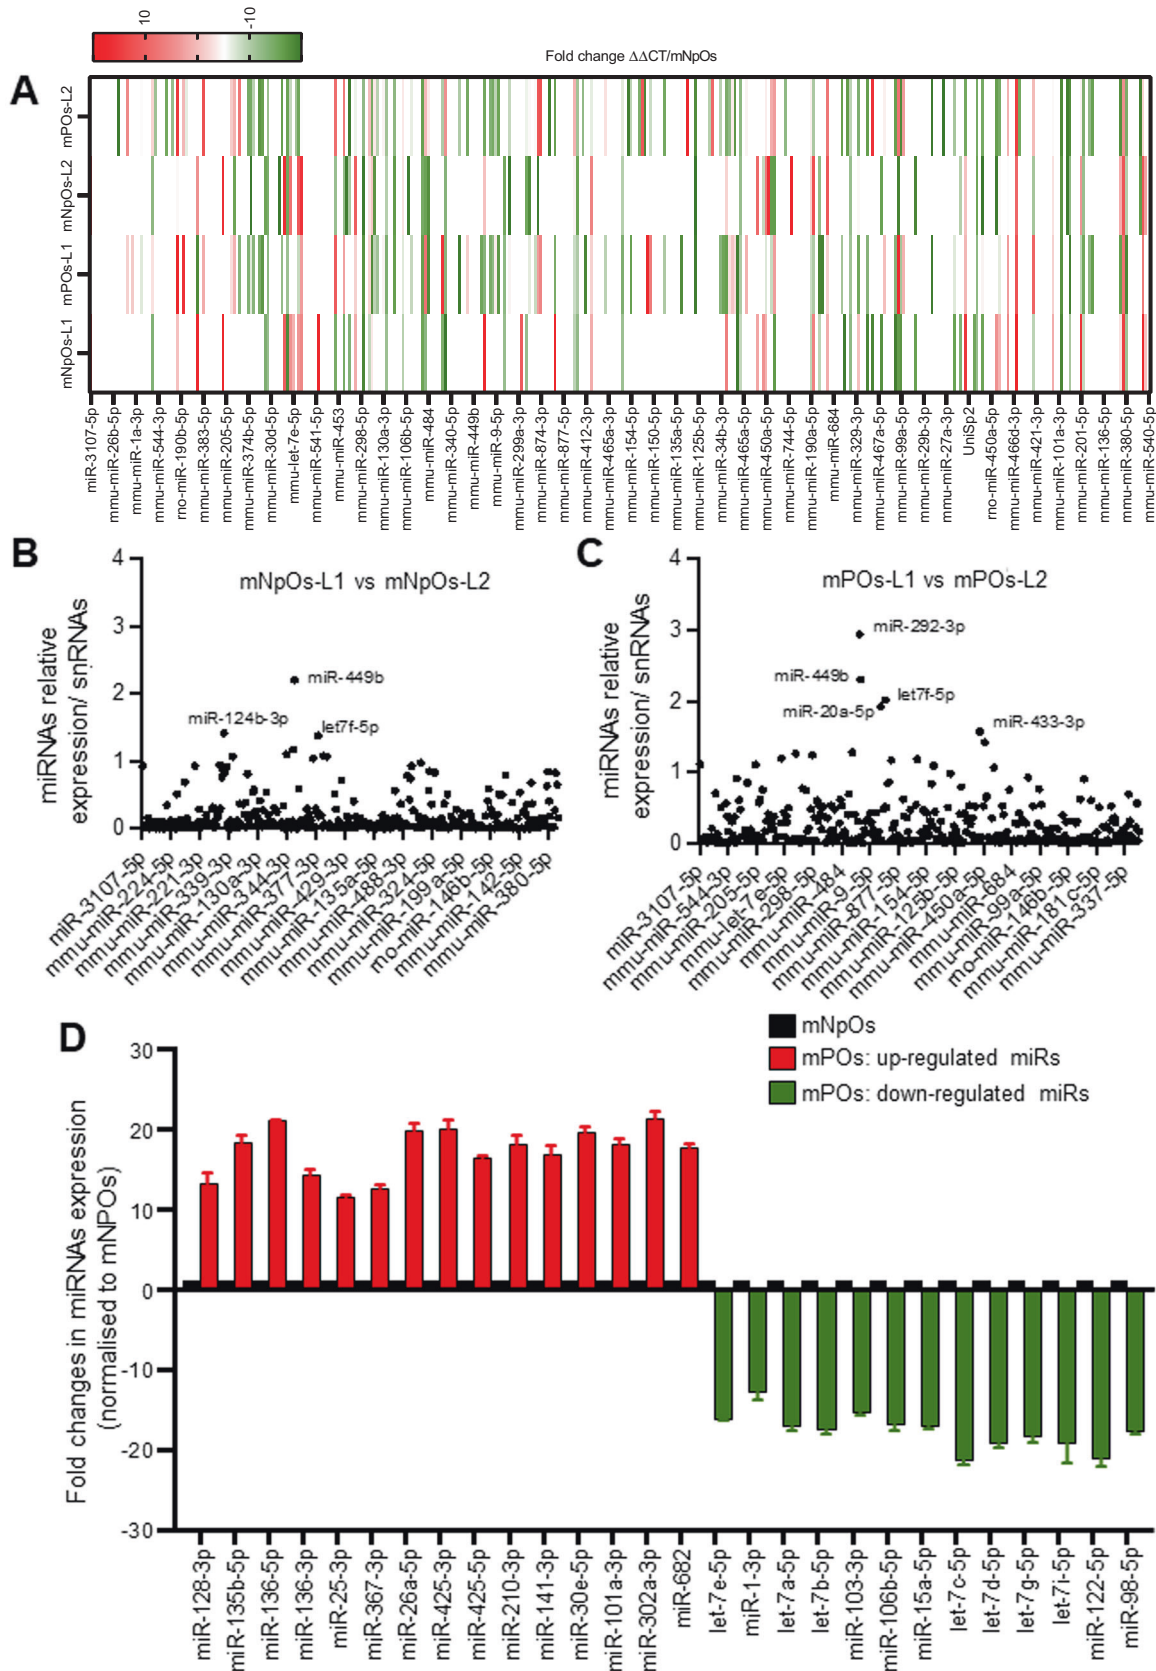 10
-10
Fold change ΔΔCT/mNpOs
A
mPOs-L2
mNpOs-L2
mPOs-L1
mNpOs-L1
miR-3107-5p
mmu-miR-26b-5p
mmu-miR-1a-3p
mmu-miR-544-3p
rno-miR-190b-5p
mmu-miR-383-5p
mmu-miR-205-5p
mmu-miR-374b-5p
mmu-miR-30d-5p
mmu-let-7e-5p
mmu-miR-541-5p
mmu-miR-453
mmu-miR-298-5p
mmu-miR-130a-3p
mmu-miR-106b-5p
mmu-miR-484
mmu-miR-340-5p
mmu-miR-449b
mmu-miR-9-5p
mmu-miR-299a-3p
mmu-miR-874-3p
mmu-miR-877-5p
mmu-miR-412-3p
mmu-miR-465a-3p
mmu-miR-154-5p
mmu-miR-150-5p
mmu-miR-135a-5p
mmu-miR-125b-5p
mmu-miR-34b-3p
mmu-miR-465a-5p
mmu-miR-450a-5p
mmu-miR-744-5p
mmu-miR-190a-5p
mmu-miR-684
mmu-miR-329-3p
mmu-miR-467a-5p
mmu-miR-99a-5p
mmu-miR-29b-3p
mmu-miR-27a-3p
UniSp2
rno-miR-450a-5p
mmu-miR-466d-3p
mmu-miR-421-3p
mmu-miR-101a-3p
mmu-miR-201-5p
mmu-miR-136-5p
mmu-miR-380-5p
mmu-miR-540-5p
B
mNpOs-L1 vs mNpOs-L2
miRNAs relative
expression/ snRNAs
4
3
2
1
0
miR-449b
miR-124b-3p
let7f-5p
miR-3107-5p
mmu-miR-224-5p
mmu-miR-221-3p
mmu-miR-339-3p
mmu-miR-130a-3p
mmu-miR-344-3p
mmu-miR-377-3p
mmu-miR-429-3p
mmu-miR-135a-5p
mmu-miR-488-3p
mmu-miR-324-5p
mmu-miR-199a-5p
rno-miR-146b-5p
mmu-miR-142-5p
mmu-miR-380-5p
C
mPOs-L1 vs mPOs-L2
miRNAs relative
expression/ snRNAs
4
3
2
1
0
miR-292-3p
miR-449b
let7f-5p
miR-20a-5p
miR-433-3p
miR-3107-5p
mmu-miR-544-3p
mmu-miR-205-5p
mmu-let-7e-5p
mmu-miR-298-5p
mmu-miR-484
mmu-miR-9-5p
mmu-miR-877-5p
mmu-miR-154-5p
mmu-miR-125b-5p
mmu-miR-450a-5p
mmu-miR-684
mmu-miR-99a-5p
rno-miR-146b-5p
mmu-miR-181c-5p
mmu-miR-337-5p
D
mNpOs
mPOs: up-regulated miRs
mPOs: down-regulated miRs
Fold changes in miRNAs expression
(normalised to mNPOs)
30
20
10
0
-10
-20
-30
miR-128-3p
miR-135b-5p
miR-136-5p
miR-136-3p
miR-25-3p
miR-367-3p
miR-26a-5p
miR-425-3p
miR-425-5p
miR-210-3p
miR-141-3p
miR-30e-5p
miR-101a-3p
miR-302a-3p
miR-682
let-7e-5p
miR-1-3p
let-7a-5p
let-7b-5p
miR-103-3p
miR-106b-5p
miR-15a-5p
let-7c-5p
let-7d-5p
let-7g-5p
let-7i-5p
miR-122-5p
miR-98-5p